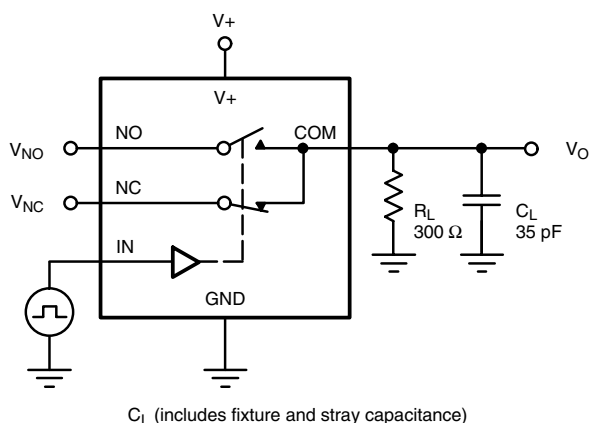 V+
V+
NO
COM
V_NO
V_O
NC
V_NC
R_L
300 Ω
C_L
35 pF
IN
GND
C_L (includes fixture and stray capacitance)